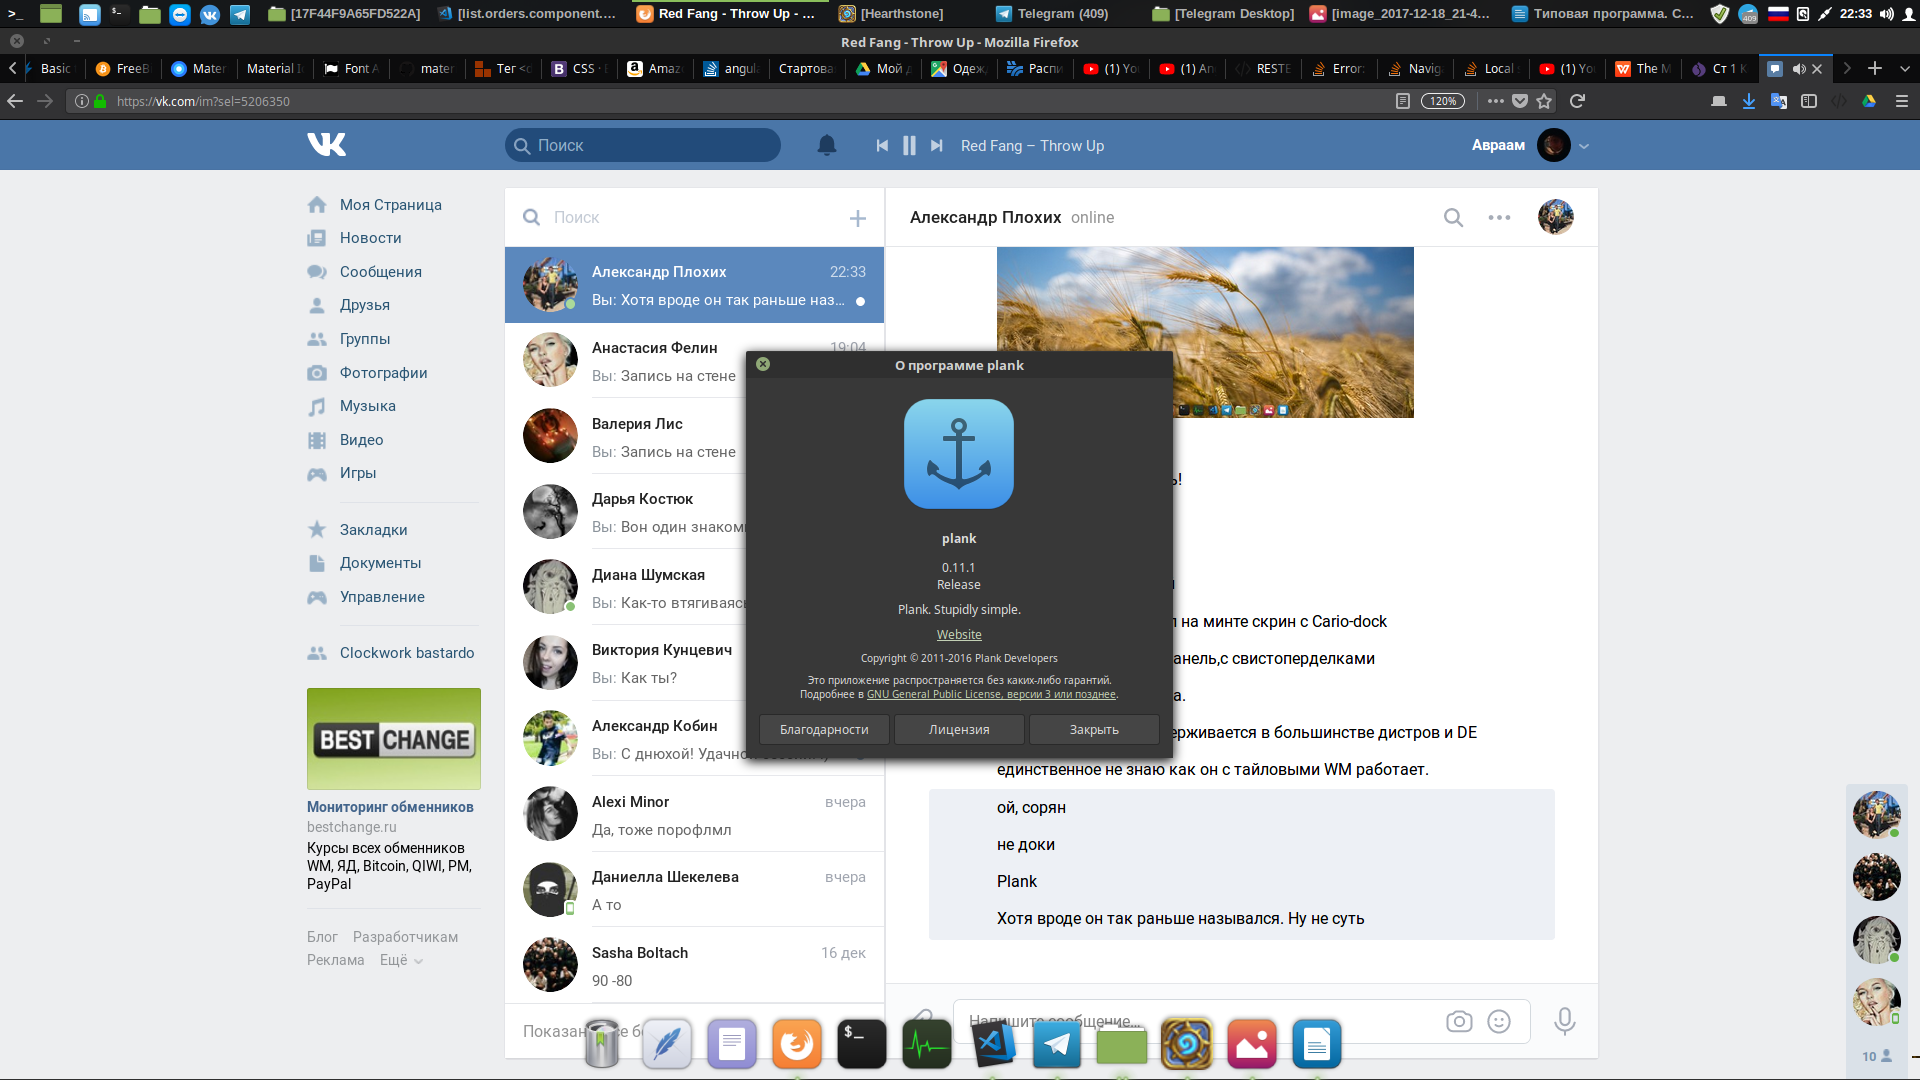 [17F44F9A65FD522A]
[list.orders.component....
Red Fang - Throw Up - ...
[Hearthstone]
Telegram (409)
[Telegram Desktop]
[image_2017-12-18_21-4...
Типовая программа. С...
409
22:33
Red Fang - Throw Up - Mozilla Firefox
Basic
FreeB
Mater
Material I
Font A
mater
Тег <c
CSS · E
Amaz
angul
Стартова
Мой д
Одеж
Распи
(1) Yo
(1) An
RESTE
Error:
Navig
Local
(1) Yo
The M
Ст 1 К
https://vk.com/im?sel=5206350
120%
Поиск
Red Fang – Throw Up
Авраам
Моя Страница
Новости
Сообщения
Друзья
Группы
Фотографии
Музыка
Видео
Игры
Закладки
Документы
Управление
Clockwork bastardo
BEST CHANGE
Мониторинг обменников
bestchange.ru
Курсы всех обменников
WM, ЯД, Bitcoin, QIWI, PM,
PayPal
Блог Разработчикам
Реклама Ещё
Поиск
Александр Плохих 22:33
Вы: Хотя вроде он так раньше наз...
Анастасия Фелин 19:04
Вы: Запись на стене
Валерия Лис
Вы: Запись на стене
Дарья Костюк
Вы: Вон один знаком
Диана Шумская
Вы: Как-то втягиваяс
Виктория Кунцевич
Вы: Как ты?
Александр Кобин
Вы: С днюхой! Удачно
Alexi Minor вчера
Да, тоже порофлмл
Даниелла Шекелева вчера
А то
Sasha Boltach 16 дек
90 -80
Александр Плохих online
ь!
л на минте скрин с Cario-dock
анель,с свистоперделками
а.
ерживается в большинстве дистров и DE
единственное не знаю как он с тайловыми WM работает.
ой, сорян
не доки
Plank
Хотя вроде он так раньше назывался. Ну не суть
Напишите сообщение...
10
О программе plank
plank
0.11.1
Release
Plank. Stupidly simple.
Website
Copyright © 2011-2016 Plank Developers
Это приложение распространяется без каких-либо гарантий.
Подробнее в GNU General Public License, версии 3 или позднее.
Благодарности
Лицензия
Закрыть